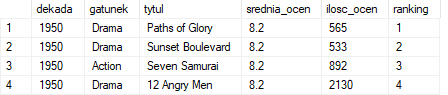 dekada gatunek tytul srednia_ocen ilosc_ocen ranking
1 1950 Drama Paths of Glory 8.2 565 1
2 1950 Drama Sunset Boulevard 8.2 533 2
3 1950 Action Seven Samurai 8.2 892 3
4 1950 Drama 12 Angry Men 8.2 2130 4